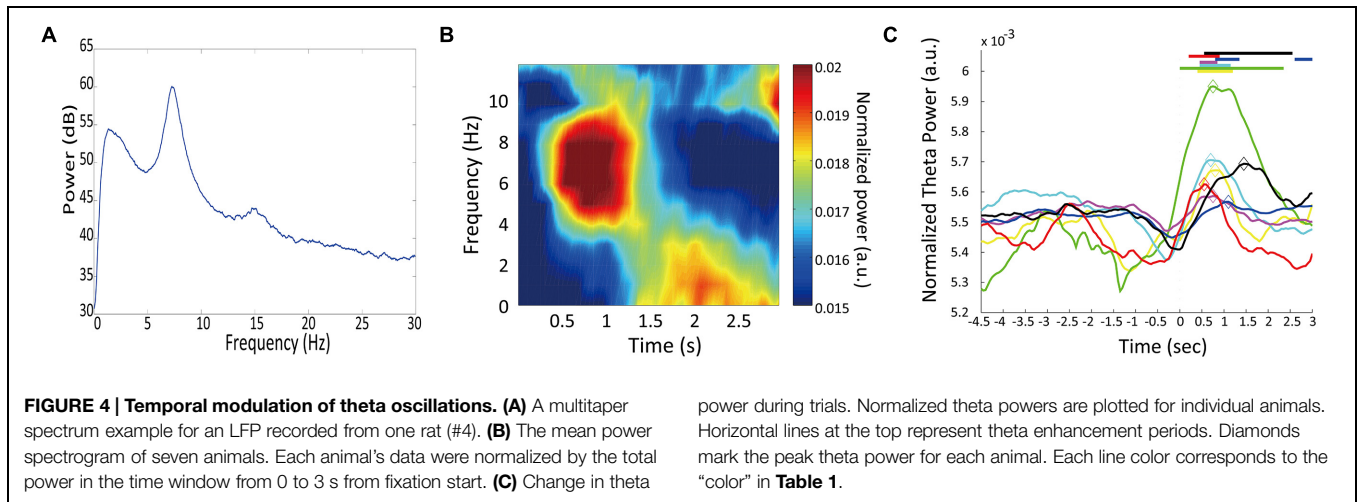 A
Power (dB)
65
60
55
50
45
40
35
30
0 5 10 15 20 25 30
Frequency (Hz)
B
Frequency (Hz)
10
8
6
4
2
0
0.5 1 1.5 2 2.5
Time (s)
0.02
0.019
0.018
0.017
0.016
0.015
Normalized power (a.u.)
C
x 10⁻³
Normalized Theta Power (a.u.)
6
5.9
5.8
5.7
5.6
5.5
5.4
5.3
5.2
-4.5 -4 -3.5 -3 -2.5 -2 -1.5 -1 -0.5 0 0.5 1 1.5 2 2.5 3
Time (sec)
FIGURE 4 | Temporal modulation of theta oscillations. (A) A multitaper
spectrum example for an LFP recorded from one rat (#4). (B) The mean power
spectrogram of seven animals. Each animal's data were normalized by the total
power in the time window from 0 to 3 s from fixation start. (C) Change in theta
power during trials. Normalized theta powers are plotted for individual animals.
Horizontal lines at the top represent theta enhancement periods. Diamonds
mark the peak theta power for each animal. Each line color corresponds to the
"color" in Table 1.